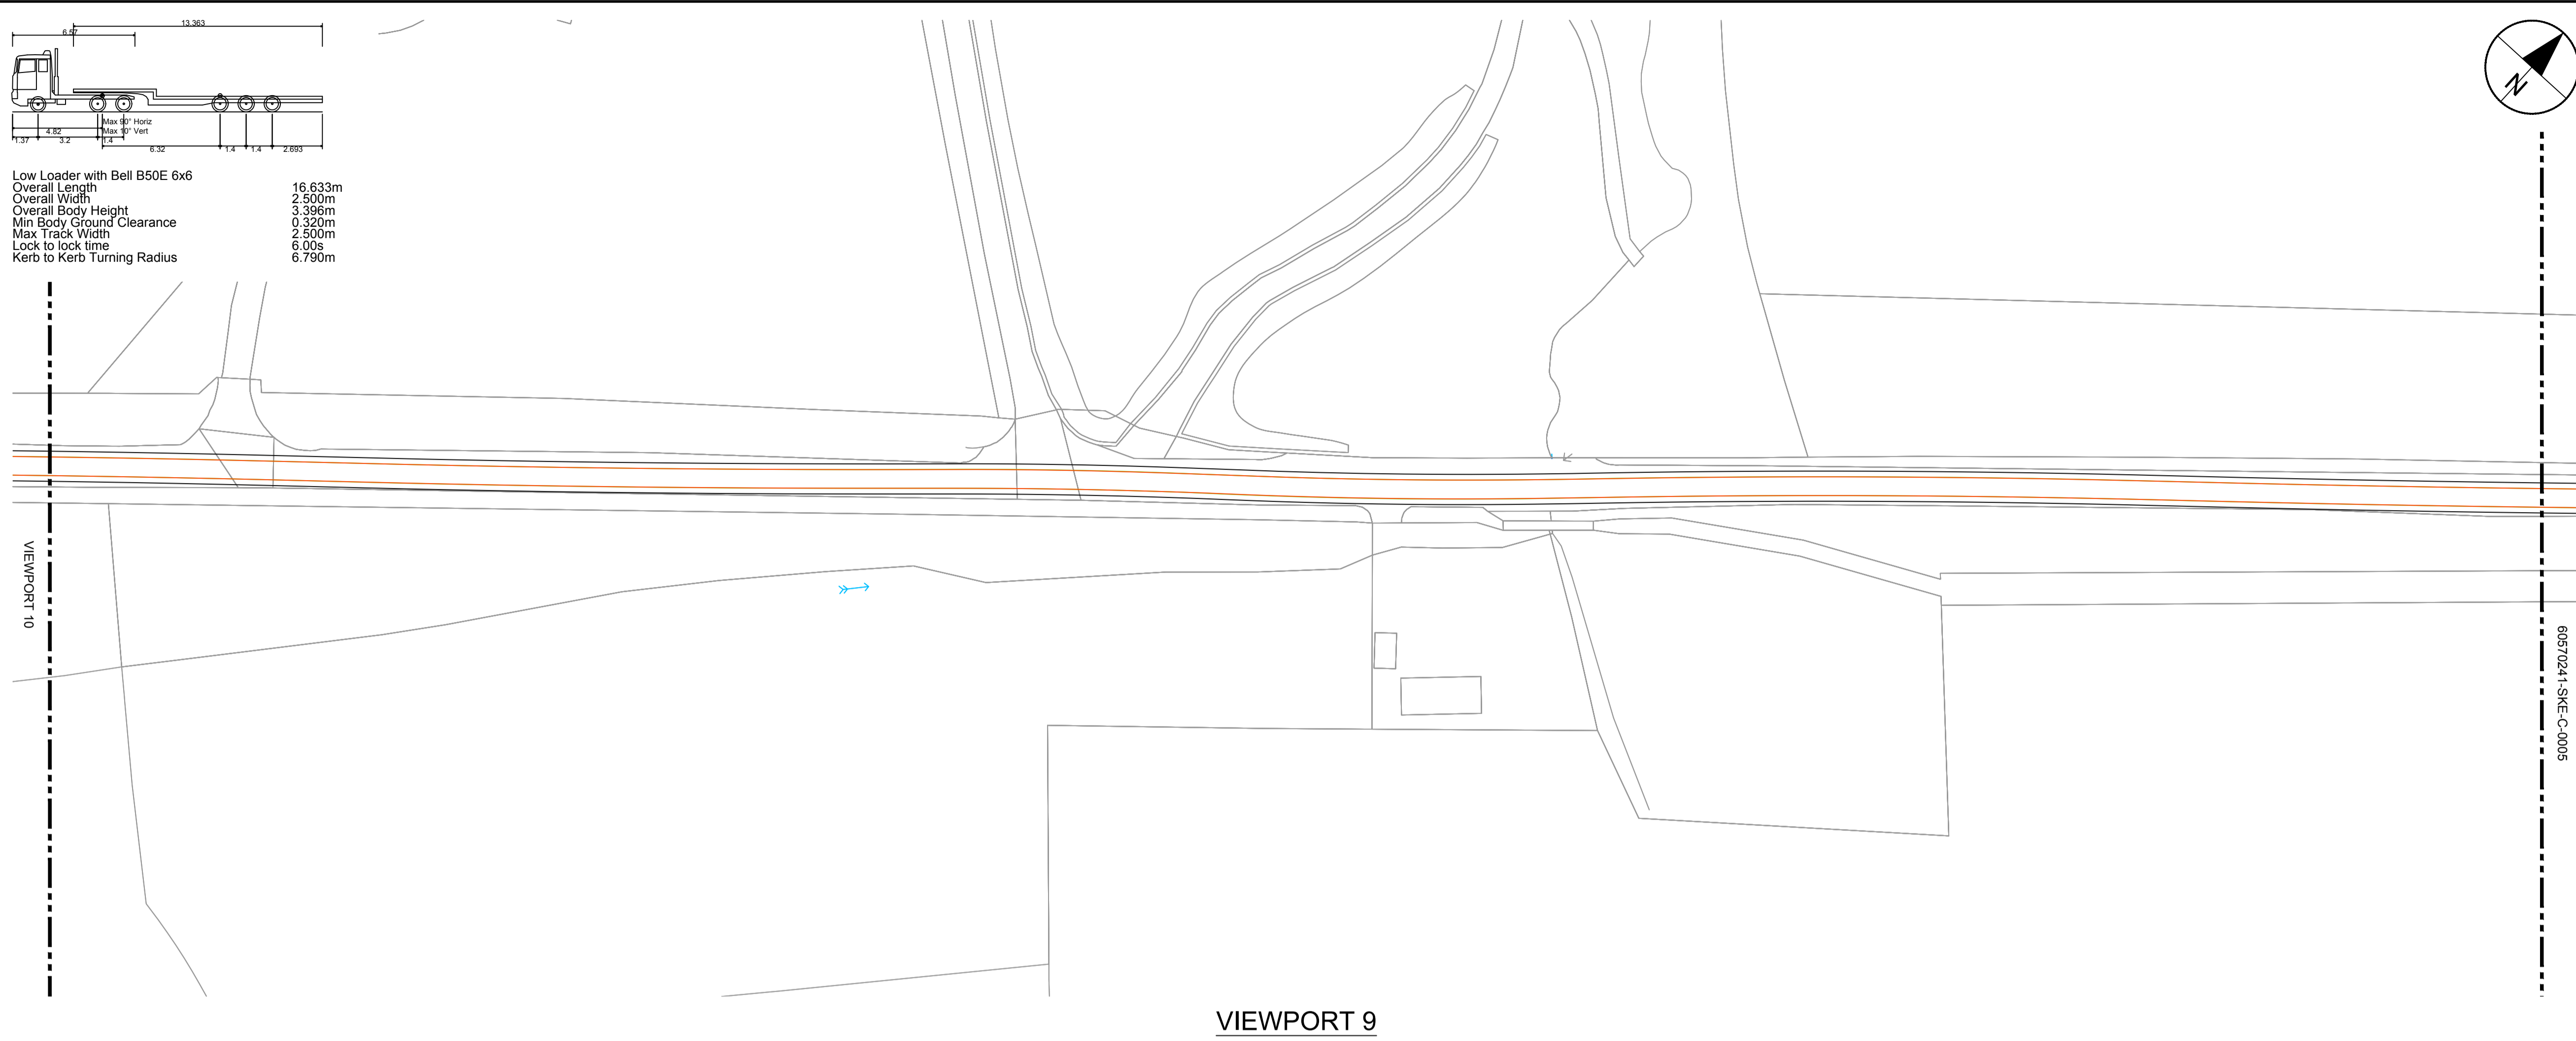 13.363
6.57
Max 90° Horiz
Max 10° Vert
4.82
1.37
3.2
1.4
6.32
1.4
1.4
2.693
Low Loader with Bell B50E 6x6
Overall Length 16.633m
Overall Width 2.500m
Overall Body Height 3.396m
Min Body Ground Clearance 0.320m
Max Track Width 2.500m
Lock to lock time 6.00s
Kerb to Kerb Turning Radius 6.790m
N
VIEWPORT 10
60570241-SKE-C-0005
VIEWPORT 9